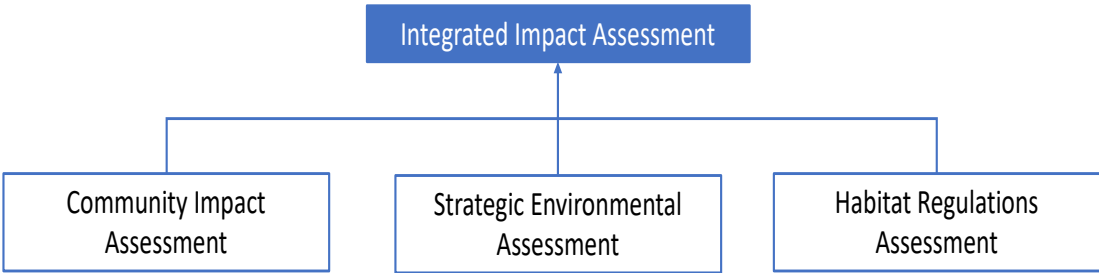 Integrated Impact Assessment
Community Impact
Assessment
Strategic Environmental
Assessment
Habitat Regulations
Assessment